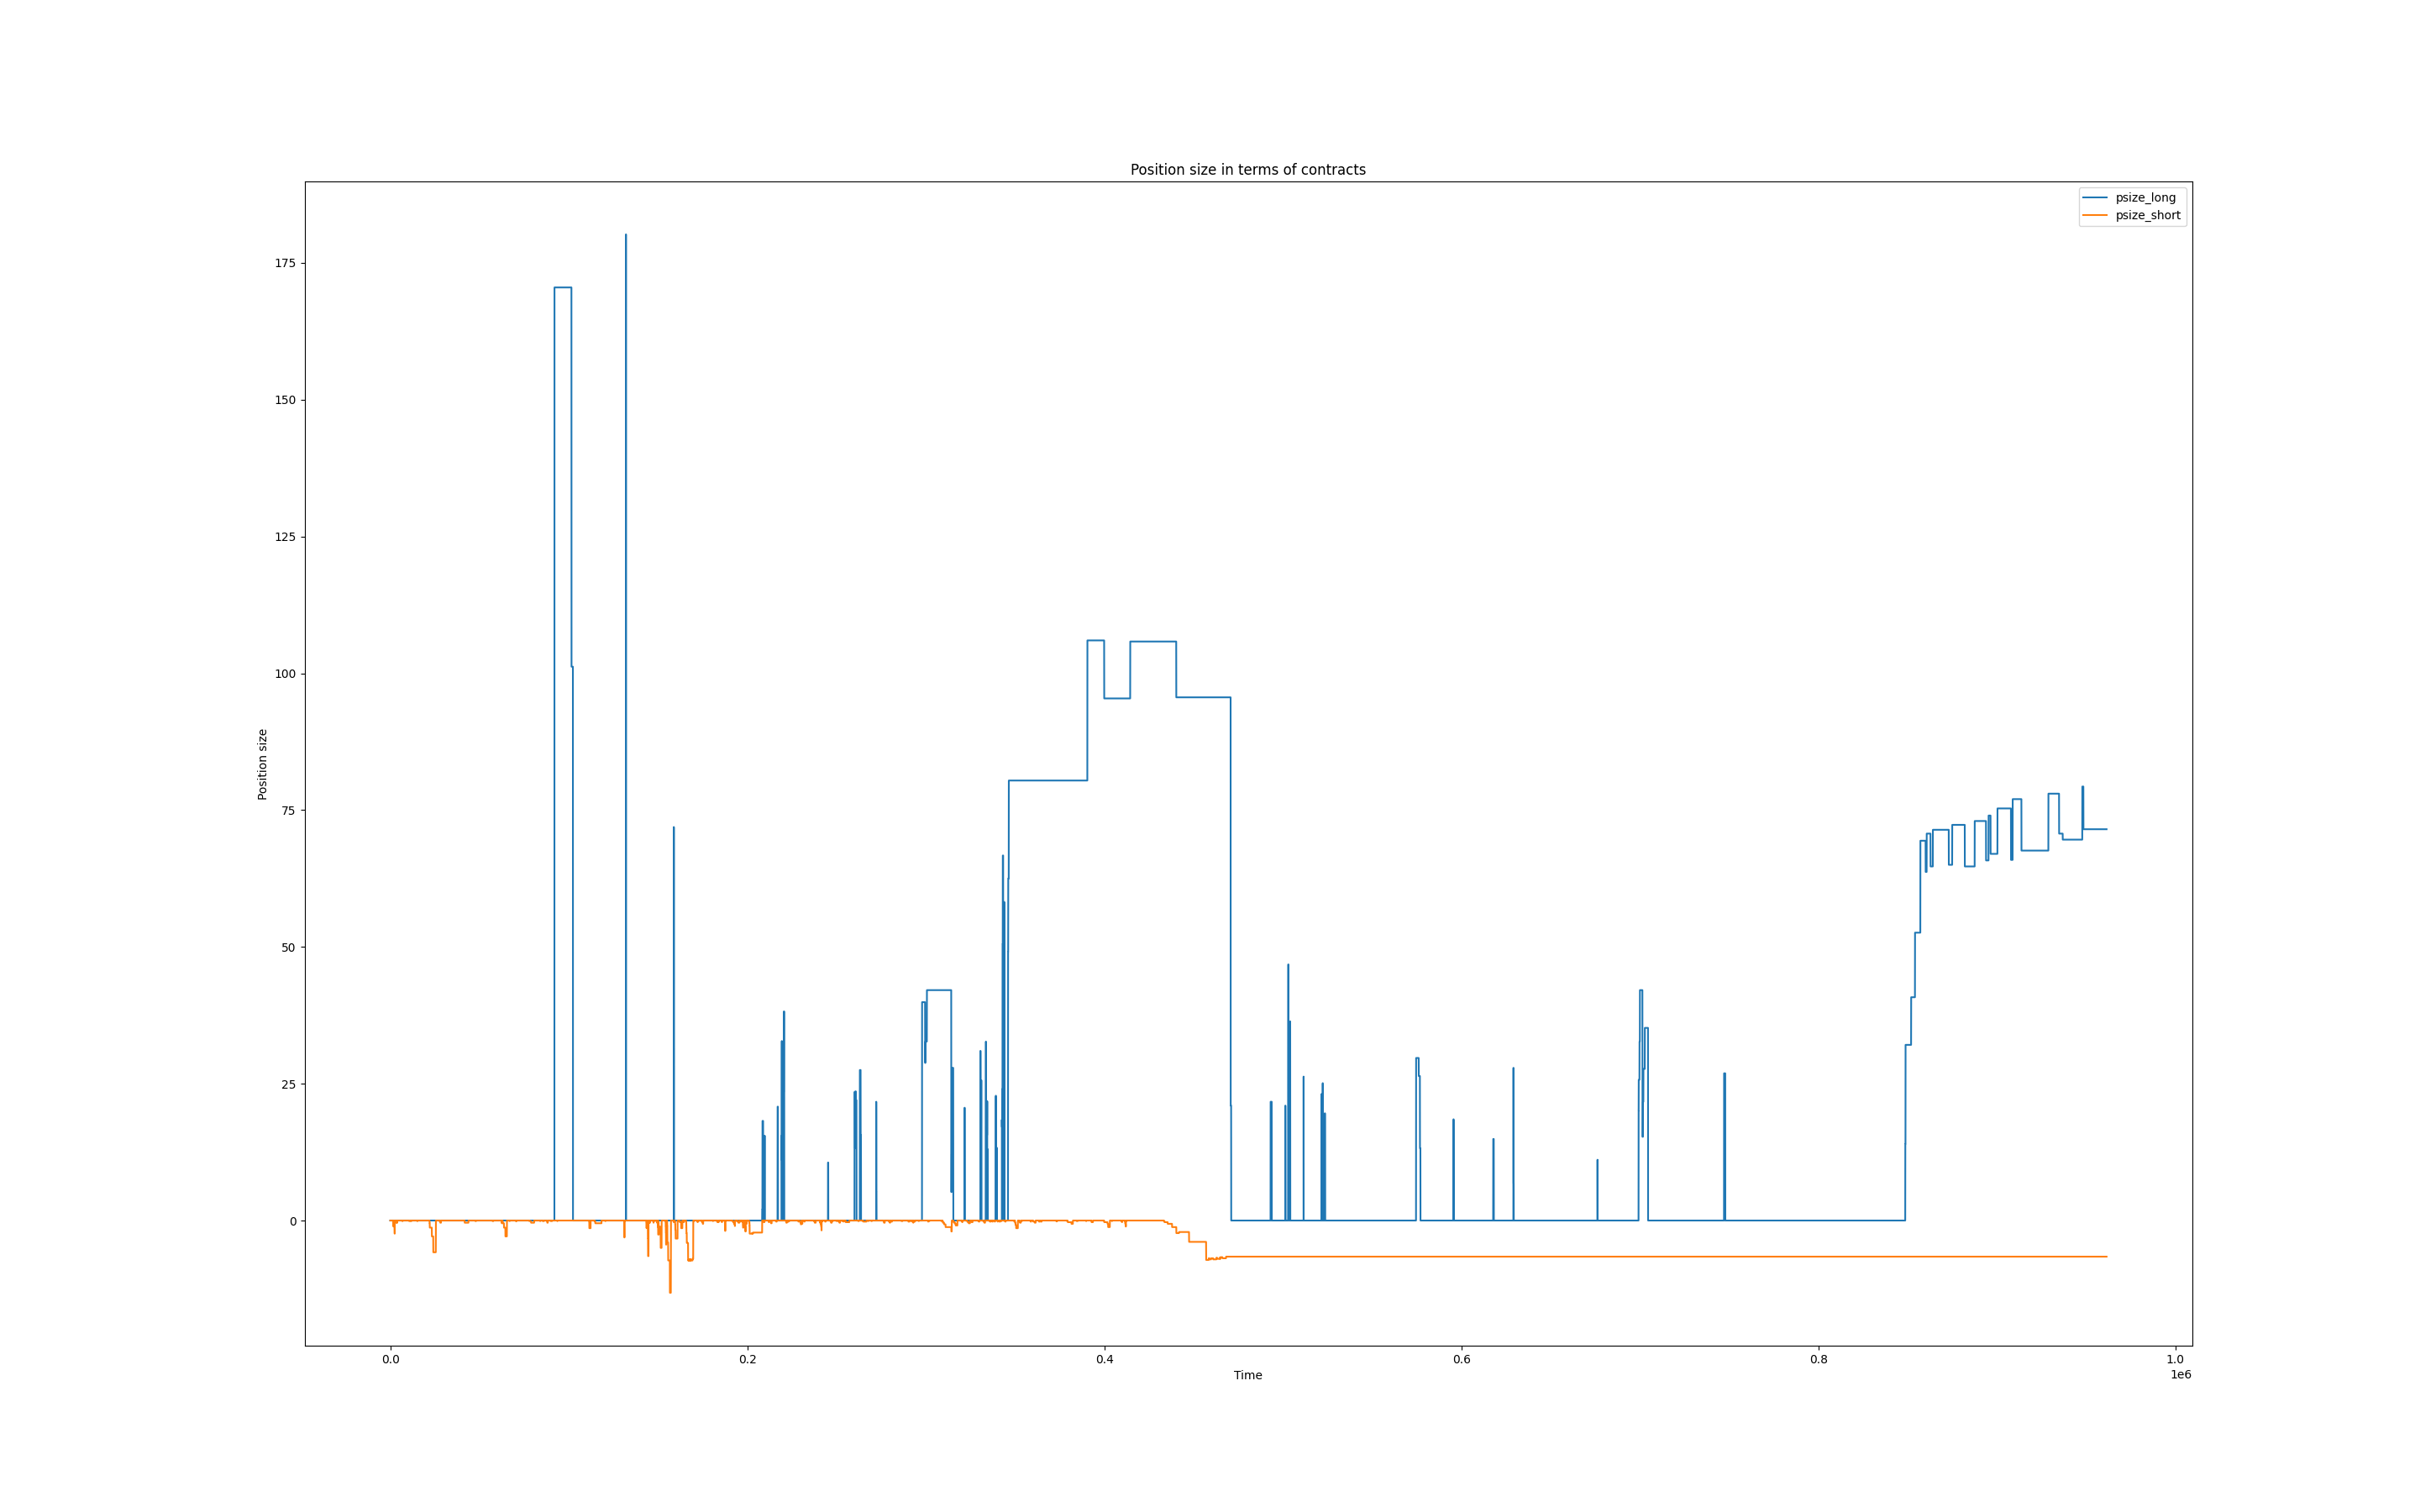 Position size in terms of contracts
psize_long
psize_short
175
150
125
100
75
50
25
0
Position size
0.0 0.2 0.4 0.6 0.8 1.0
Time
1e6